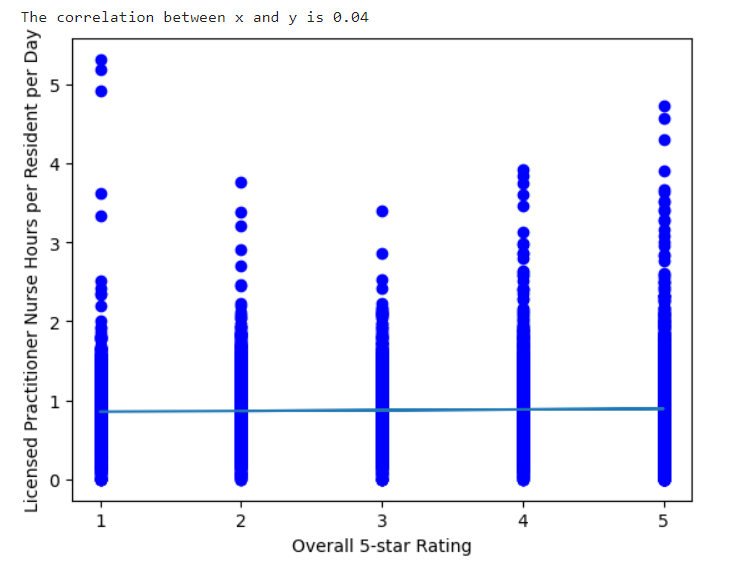 The correlation between x and y is 0.04
Licensed Practitioner Nurse Hours per Resident per Day
5
4
3
2
1
0
1 2 3 4 5
Overall 5-star Rating